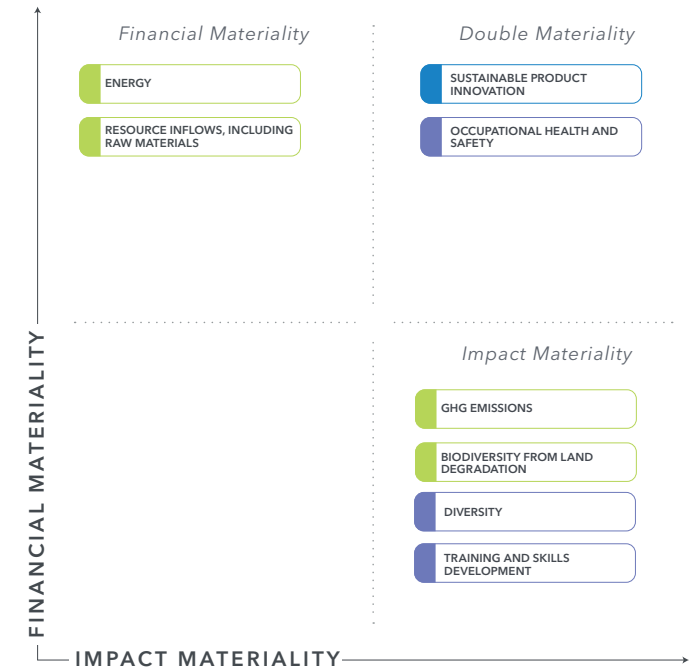 Financial Materiality
ENERGY
RESOURCE INFLOWS, INCLUDING
RAW MATERIALS
Double Materiality
SUSTAINABLE PRODUCT
INNOVATION
OCCUPATIONAL HEALTH AND
SAFETY
Impact Materiality
GHG EMISSIONS
BIODIVERSITY FROM LAND
DEGRADATION
DIVERSITY
TRAINING AND SKILLS
DEVELOPMENT
FINANCIAL MATERIALITY
IMPACT MATERIALITY